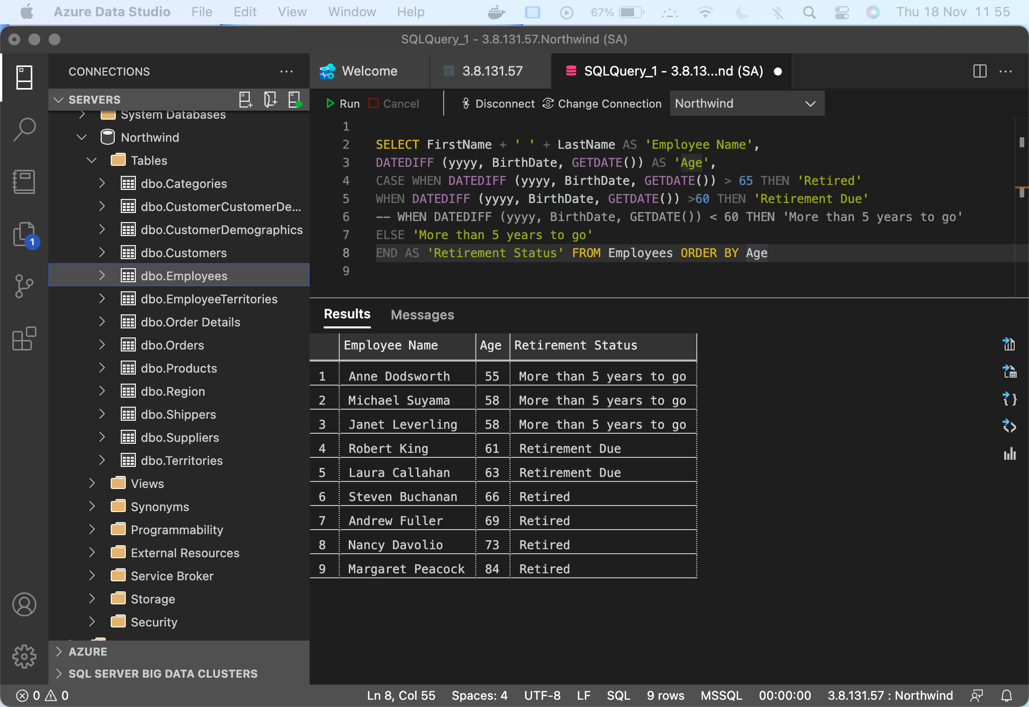 Azure Data Studio File Edit View Window Help 67% Thu 18 Nov 11 55
SQLQuery_1 - 3.8.131.57.Northwind (SA)
CONNECTIONS ...
SERVERS
System Databases
Northwind
Tables
dbo.Categories
dbo.CustomerCustomerDe...
dbo.CustomerDemographics
dbo.Customers
dbo.Employees
dbo.EmployeeTerritories
dbo.Order Details
dbo.Orders
dbo.Products
dbo.Region
dbo.Shippers
dbo.Suppliers
dbo.Territories
Views
Synonyms
Programmability
External Resources
Service Broker
Storage
Security
AZURE
SQL SERVER BIG DATA CLUSTERS
1
Welcome 3.8.131.57 SQLQuery_1 - 3.8.13...nd (SA)
Run Cancel Disconnect Change Connection Northwind
1
2 SELECT FirstName + ' ' + LastName AS 'Employee Name',
3 DATEDIFF (yyyy, BirthDate, GETDATE()) AS 'Age',
4 CASE WHEN DATEDIFF (yyyy, BirthDate, GETDATE()) > 65 THEN 'Retired'
5 WHEN DATEDIFF (yyyy, BirthDate, GETDATE()) >60 THEN 'Retirement Due'
6 -- WHEN DATEDIFF (yyyy, BirthDate, GETDATE()) < 60 THEN 'More than 5 years to go'
7 ELSE 'More than 5 years to go'
8 END AS 'Retirement Status' FROM Employees ORDER BY Age
9
Results Messages
Employee Name Age Retirement Status
1 Anne Dodsworth 55 More than 5 years to go
2 Michael Suyama 58 More than 5 years to go
3 Janet Leverling 58 More than 5 years to go
4 Robert King 61 Retirement Due
5 Laura Callahan 63 Retirement Due
6 Steven Buchanan 66 Retired
7 Andrew Fuller 69 Retired
8 Nancy Davolio 73 Retired
9 Margaret Peacock 84 Retired
0 0 Ln 8, Col 55 Spaces: 4 UTF-8 LF SQL 9 rows MSSQL 00:00:00 3.8.131.57 : Northwind